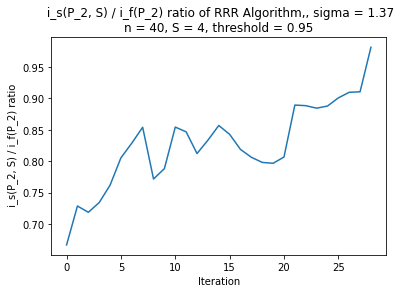 i_s(P_2, S) / i_f(P_2) ratio of RRR Algorithm,, sigma = 1.37
n = 40, S = 4, threshold = 0.95
i_s(P_2, S) / i_f(P_2) ratio
0.95
0.90
0.85
0.80
0.75
0.70
0 5 10 15 20 25
Iteration